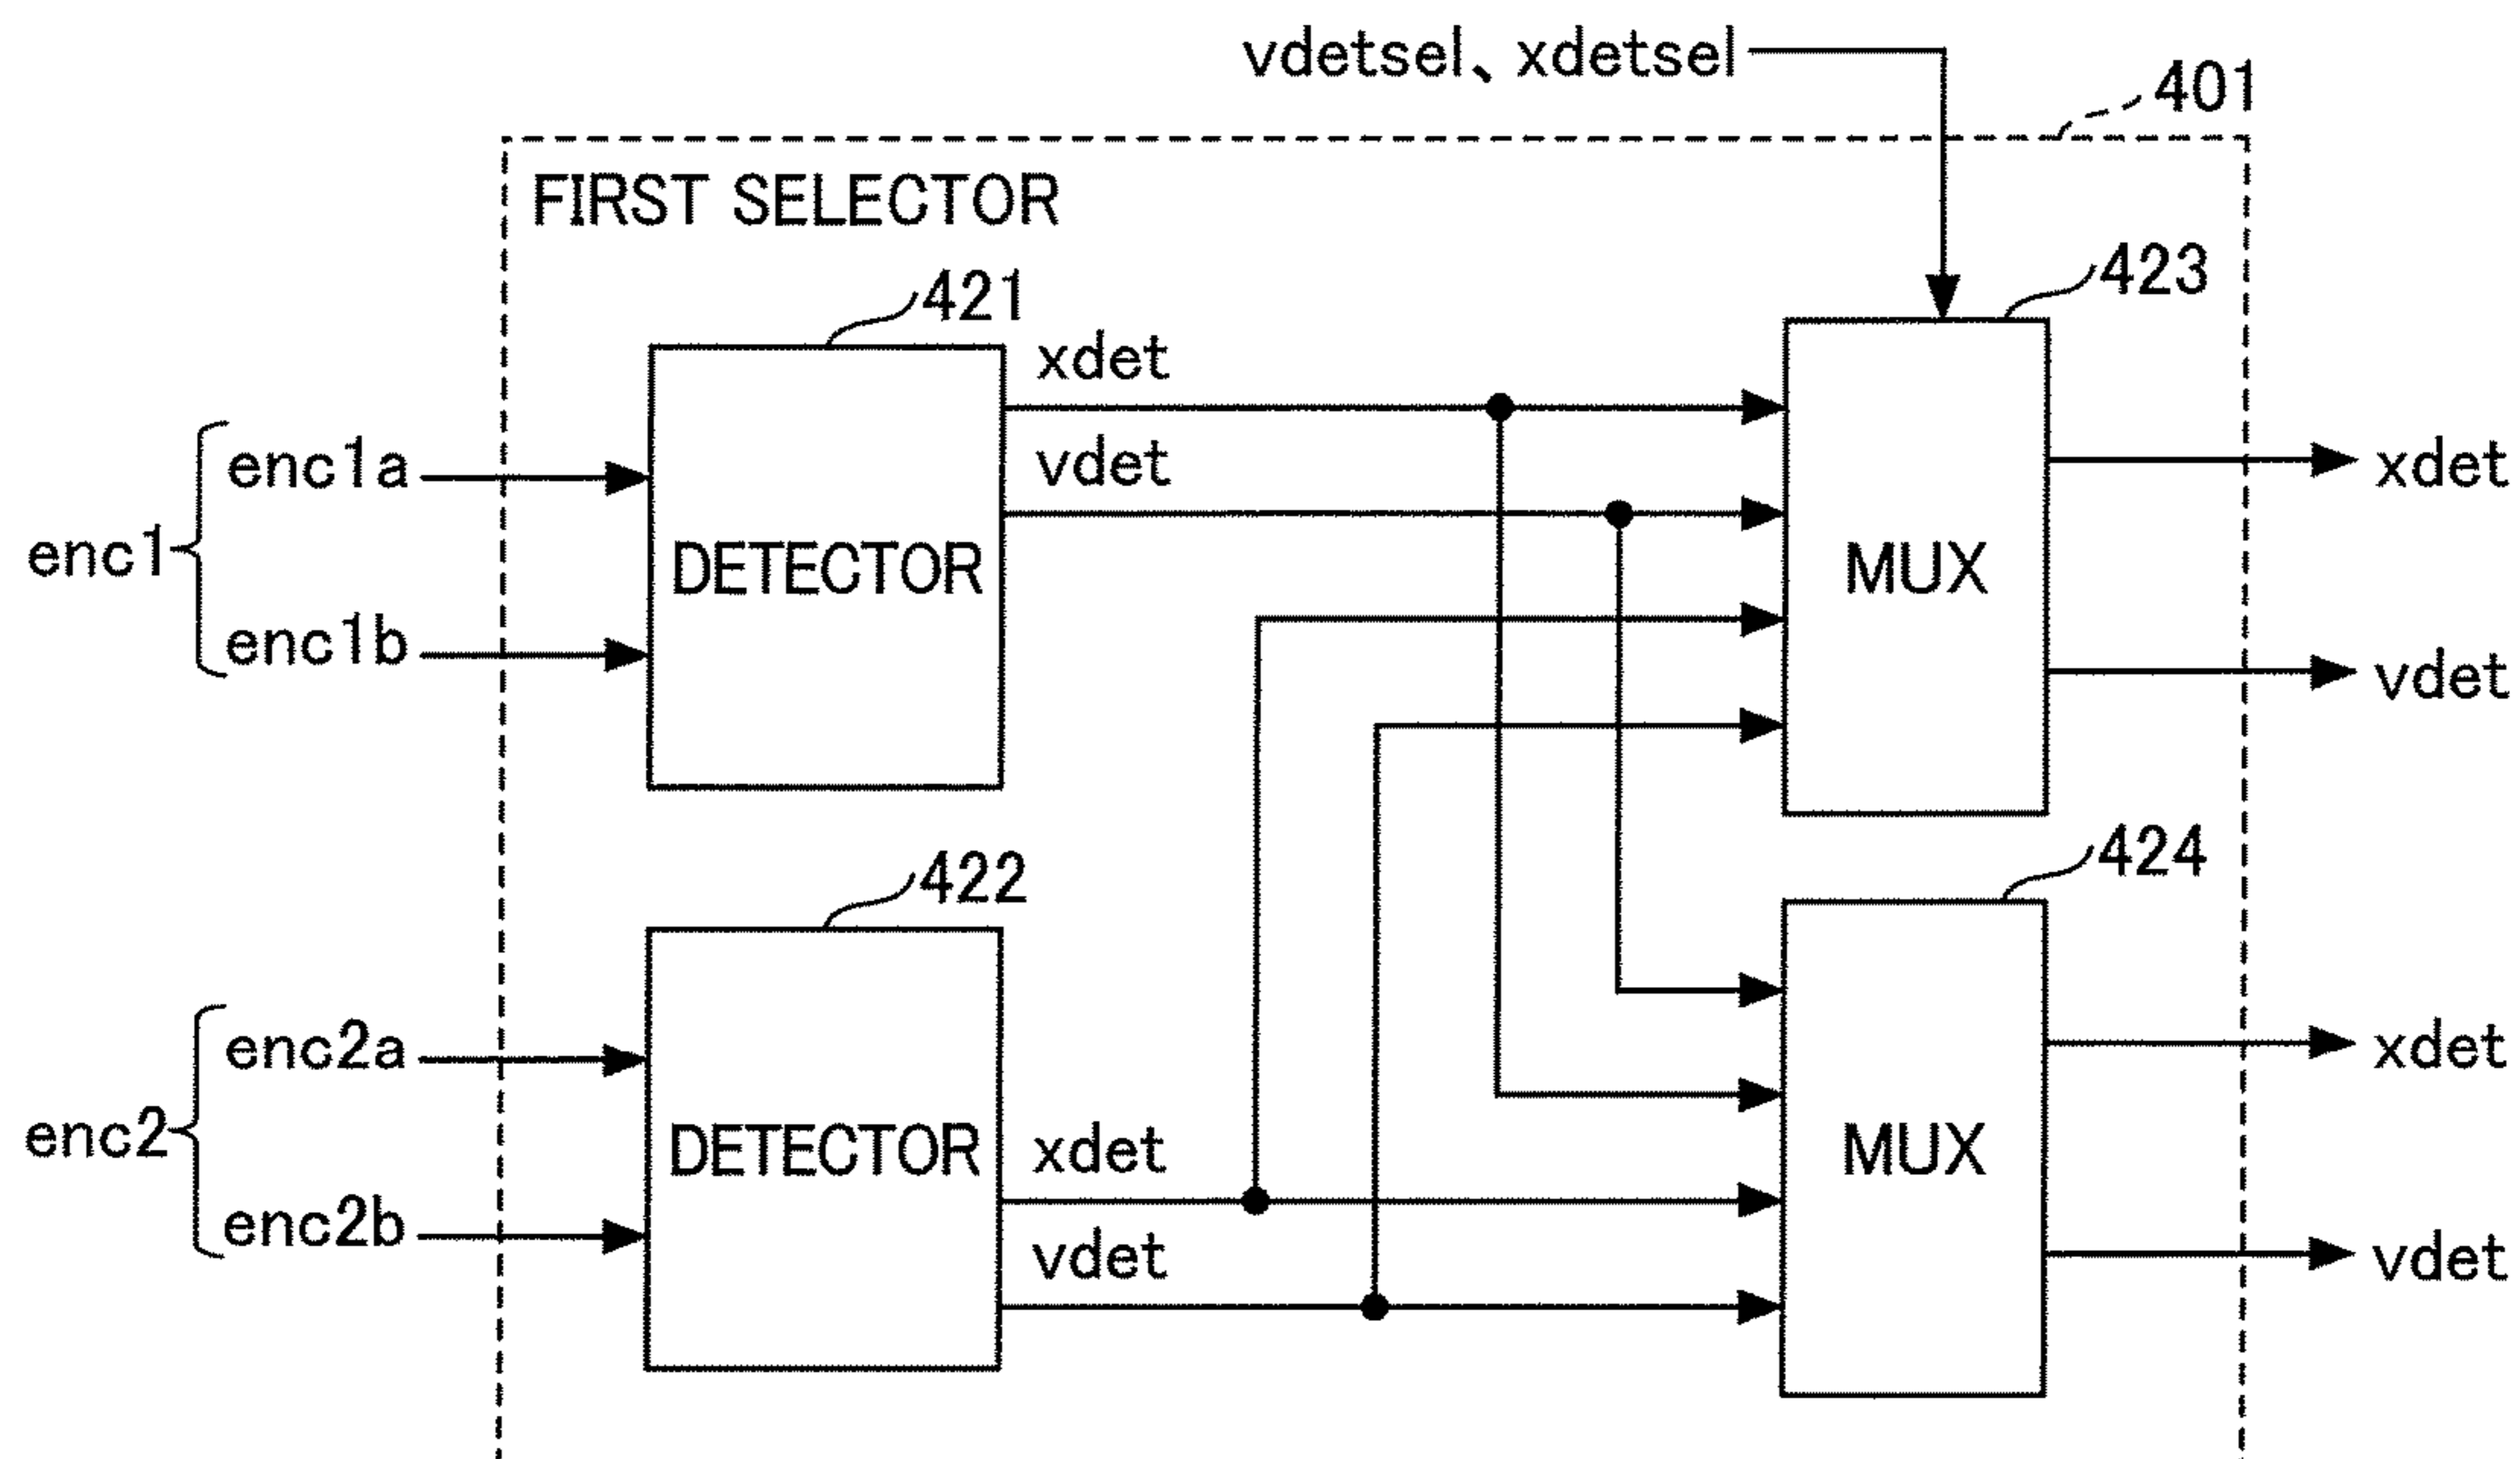 vdetsel、xdetsel
401
FIRST SELECTOR
421
423
xdet
vdet
enc1a
enc1
enc1b
DETECTOR
MUX
xdet
vdet
422
424
enc2a
enc2
enc2b
DETECTOR
xdet
vdet
MUX
xdet
vdet